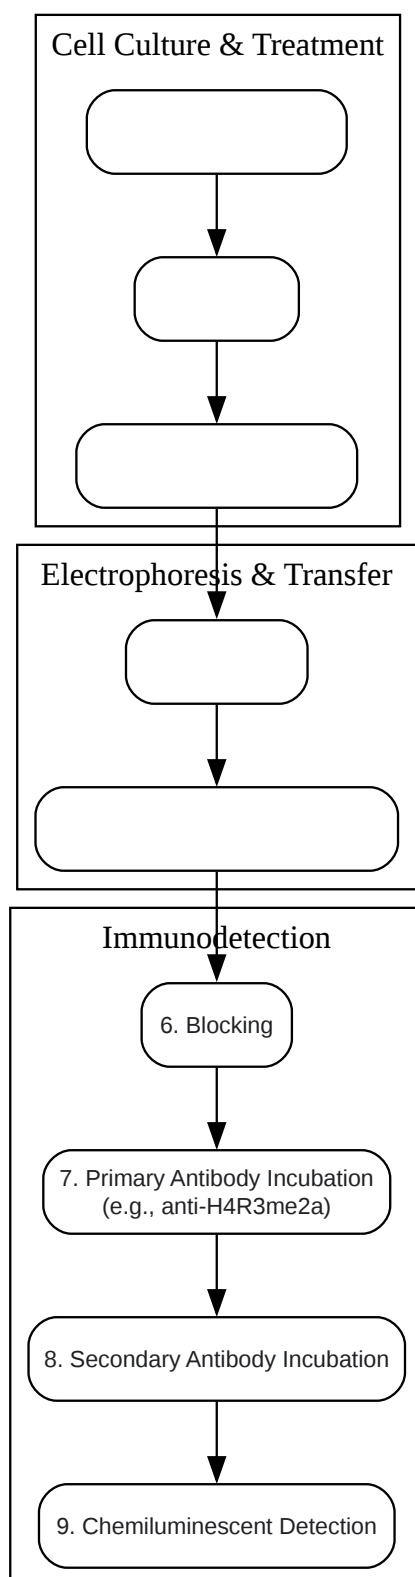 Cell Culture & Treatment
Electrophoresis & Transfer
Immunodetection
6. Blocking
7. Primary Antibody Incubation
(e.g., anti-H4R3me2a)
8. Secondary Antibody Incubation
9. Chemiluminescent Detection